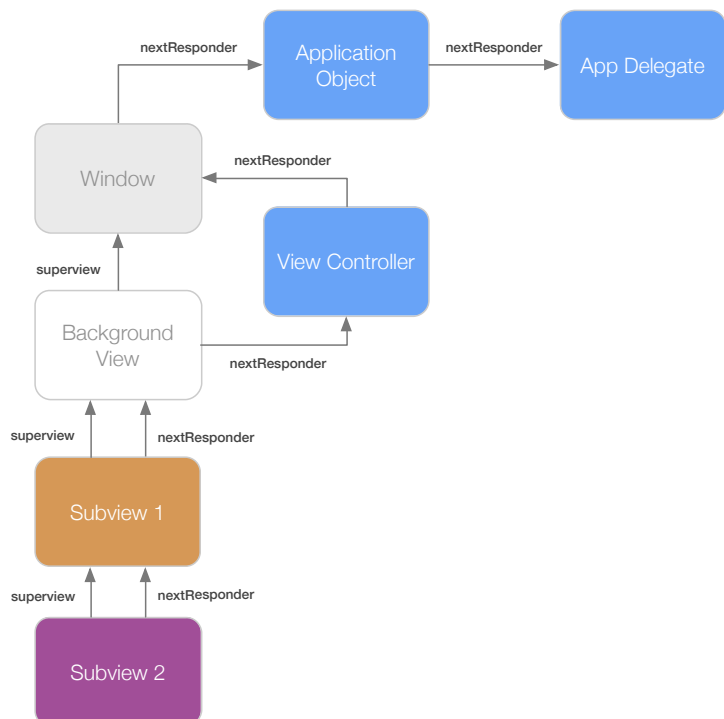 nextResponder
Application
Object
nextResponder
App Delegate
Window
nextResponder
View Controller
superview
Background
View
nextResponder
superview
nextResponder
Subview 1
superview
nextResponder
Subview 2